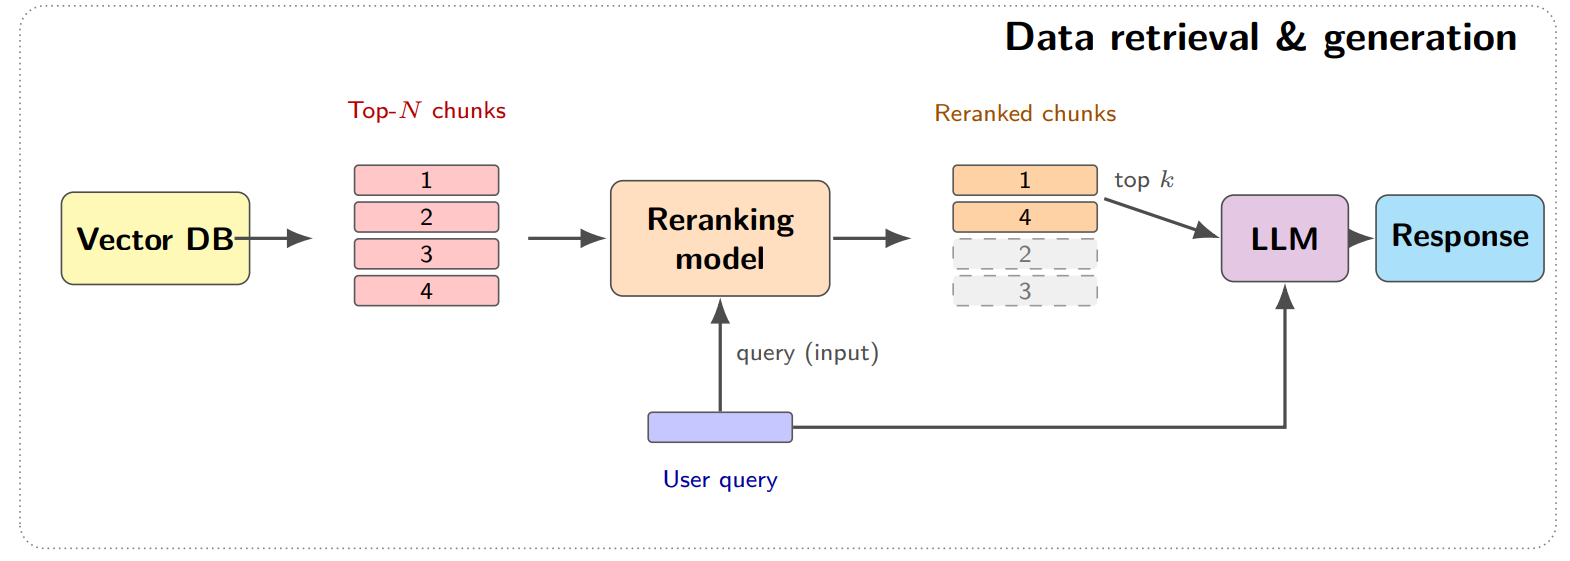 Data retrieval & generation
Top-N chunks
Reranked chunks
Vector DB
1
2
3
4
Reranking
model
1
4
2
3
top k
LLM
Response
query (input)
User query